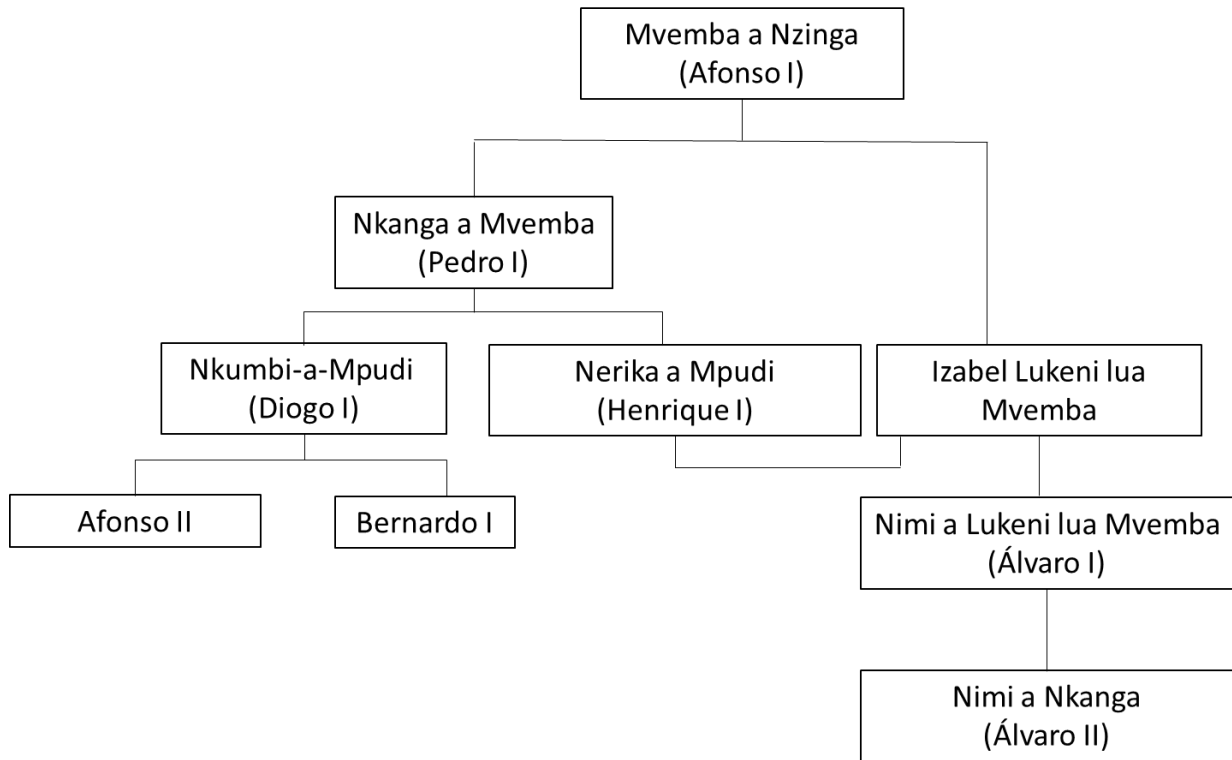 Mvemba a Nzinga
(Afonso I)
Nkanga a Mvemba
(Pedro I)
Nkumbi-a-Mpudi
(Diogo I)
Nerika a Mpudi
(Henrique I)
Izabel Lukeni lua
Mvemba
Afonso II
Bernardo I
Nimi a Lukeni lua Mvemba
(Álvaro I)
Nimi a Nkanga
(Álvaro II)